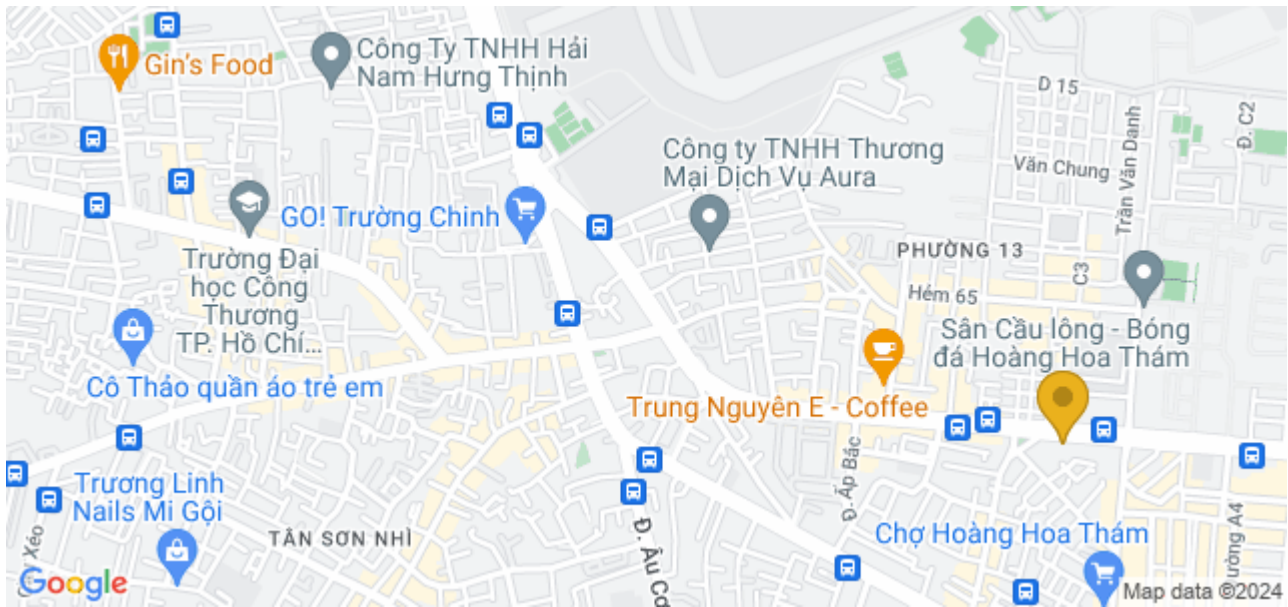 Gin's Food
Công Ty TNHH Hải
Nam Hưng Thịnh
D 15
Trần Văn Danh
Đ. C2
Công ty TNHH Thương
Mại Dịch Vụ Aura
Văn Chung
GO! Trường Chinh
Trường Đại
học Công
Thương
TP. Hồ Chí...
PHƯỜNG 13
C3
Hẻm 65
Sân Cầu lông - Bóng
đá Hoàng Hoa Thám
Cô Thảo quần áo trẻ em
Trung Nguyên E - Coffee
Đ. Ấp Bắc
Trương Linh
Nails Mi Gội
TÂN SƠN NHÌ
Đ. Âu Cơ
Chợ Hoàng Hoa Thám
A4
Xéo
Google
Map data ©2024